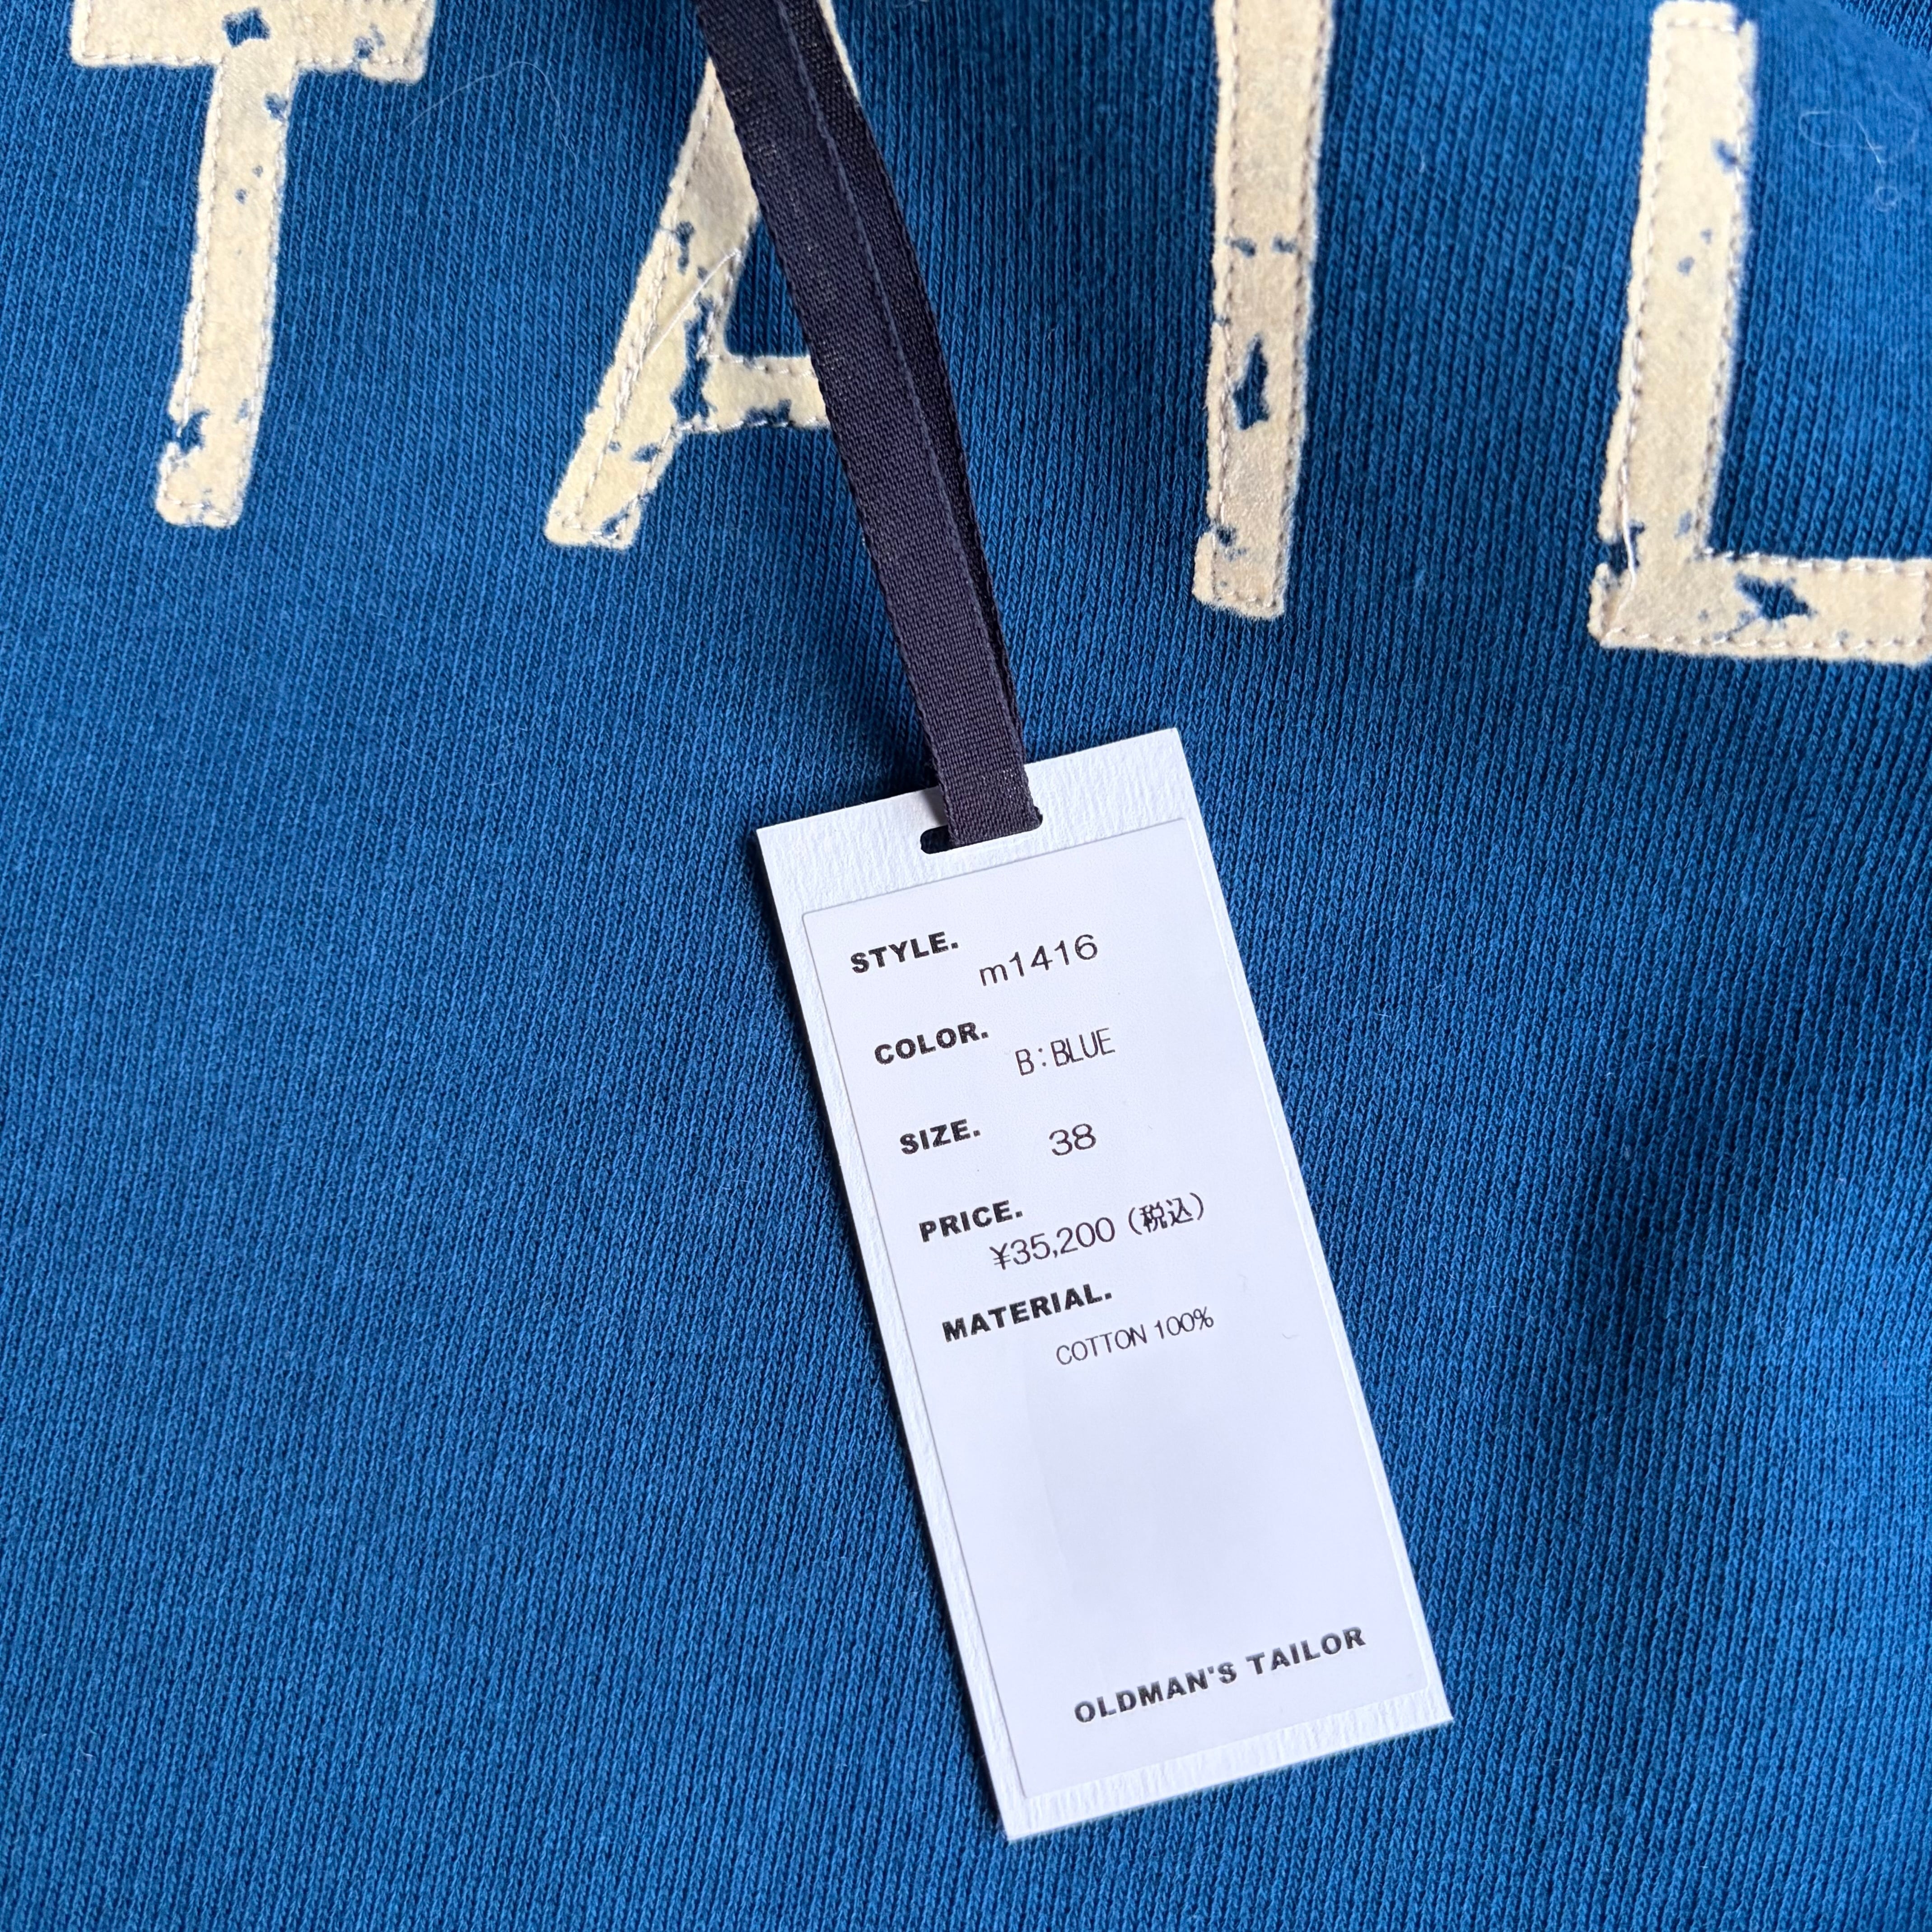 TAIL
STYLE. m1416
COLOR. B:BLUE
SIZE. 38
PRICE.
¥35,200 (税込)
MATERIAL.
COTTON 100%
OLDMAN'S TAILOR